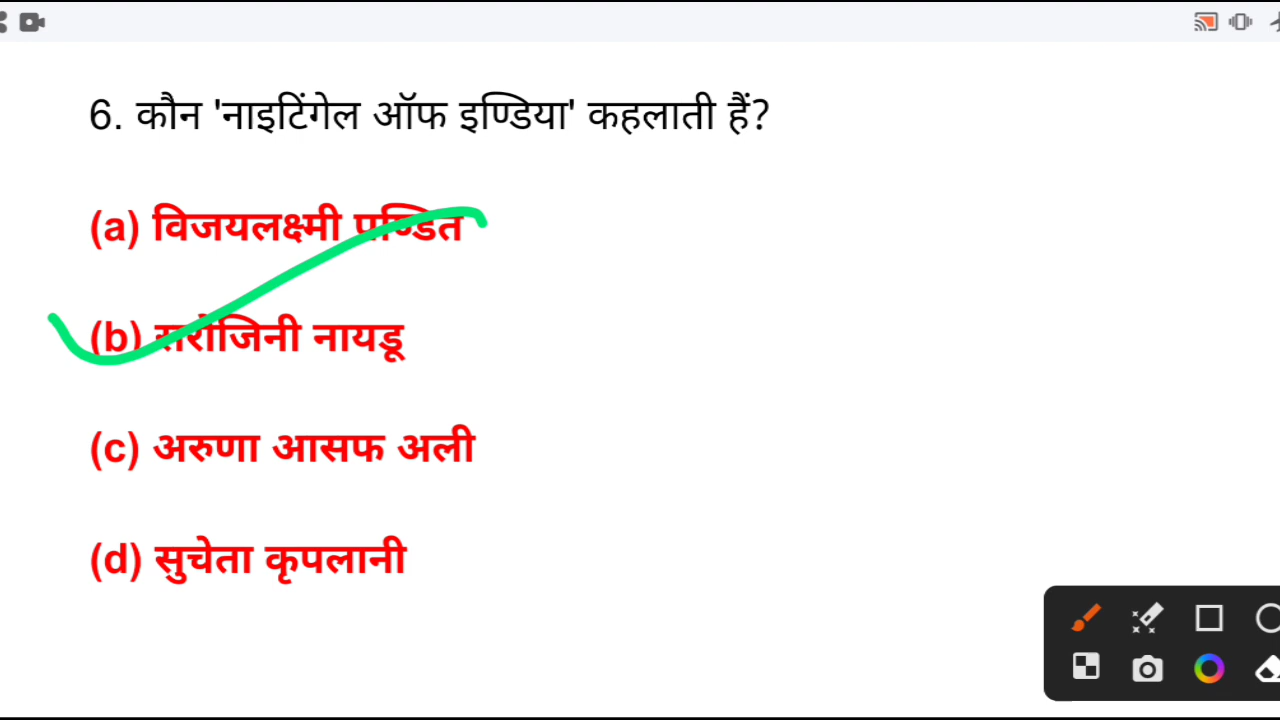 6. कौन 'नाइटिंगेल ऑफ इण्डिया' कहलाती हैं?
(a) विजयलक्ष्मी पण्डित
(b) सरोजिनी नायडू
(c) अरुणा आसफ अली
(d) सुचेता कृपलानी